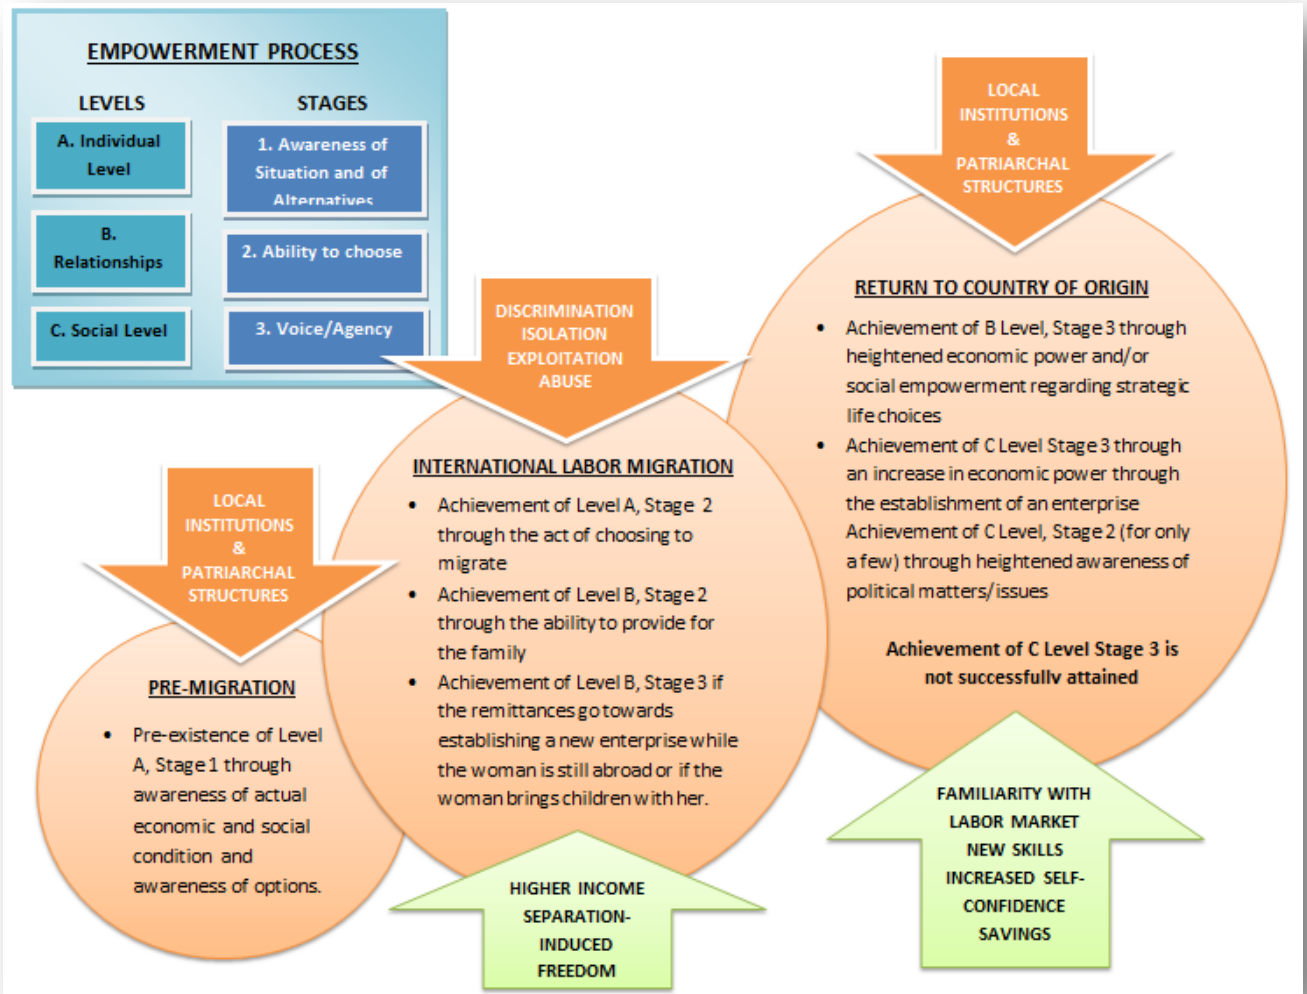 EMPOWERMENT PROCESS
LEVELS
A. Individual
Level
B.
Relationships
C. Social Level
STAGES
1. Awareness of
Situation and of
Alternatives
2. Ability to choose
3. Voice/Agency
LOCAL
INSTITUTIONS
&
PATRIARCHAL
STRUCTURES
PRE-MIGRATION
• Pre-existence of Level
A, Stage 1 through
awareness of actual
economic and social
condition and
awareness of options.
DISCRIMINATION
ISOLATION
EXPLOITATION
ABUSE
INTERNATIONAL LABOR MIGRATION
• Achievement of Level A, Stage 2
through the act of choosing to
migrate
• Achievement of Level B, Stage 2
through the ability to provide for
the family
• Achievement of Level B, Stage 3 if
the remittances go towards
establishing a new enterprise while
the woman is still abroad or if the
woman brings children with her.
HIGHER INCOME
SEPARATION-
INDUCED
FREEDOM
LOCAL
INSTITUTIONS
&
PATRIARCHAL
STRUCTURES
RETURN TO COUNTRY OF ORIGIN
• Achievement of B Level, Stage 3 through
heightened economic power and/or
social empowerment regarding strategic
life choices
• Achievement of C Level Stage 3 through
an increase in economic power through
the establishment of an enterprise
Achievement of C Level, Stage 2 (for only
a few) through heightened awareness of
political matters/issues
Achievement of C Level Stage 3 is
not successfully attained
FAMILIARITY WITH
LABOR MARKET
NEW SKILLS
INCREASED SELF-
CONFIDENCE
SAVINGS